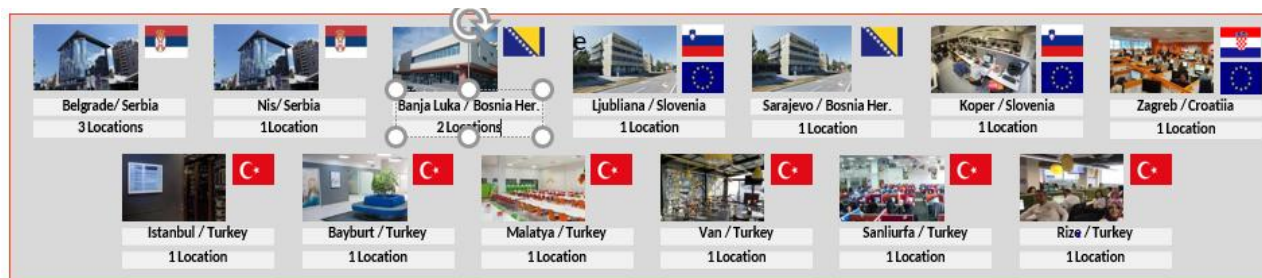 e
Belgrade/ Serbia
3 Locations
Nis/ Serbia
1 Location
Banja Luka / Bosnia Her.
2 Locations
Ljubliana / Slovenia
1 Location
Sarajevo / Bosnia Her.
1 Location
Koper / Slovenia
1 Location
Zagreb / Croatiia
1 Location
Istanbul / Turkey
1 Location
Bayburt / Turkey
1 Location
Malatya / Turkey
1 Location
Van / Turkey
1 Location
Sanliurfa / Turkey
1 Location
Rize / Turkey
1 Location